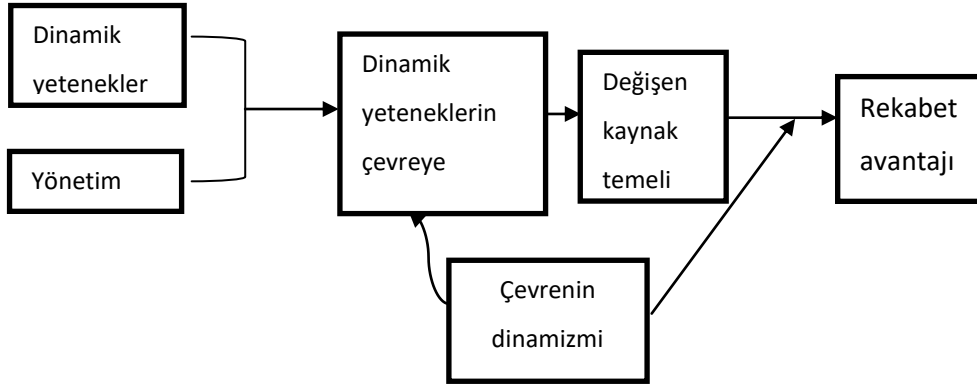 Dinamik
yetenekler
Yönetim
Dinamik
yeteneklerin
çevreye
Değişen
kaynak
temeli
Rekabet
avantajı
Çevrenin
dinamizmi